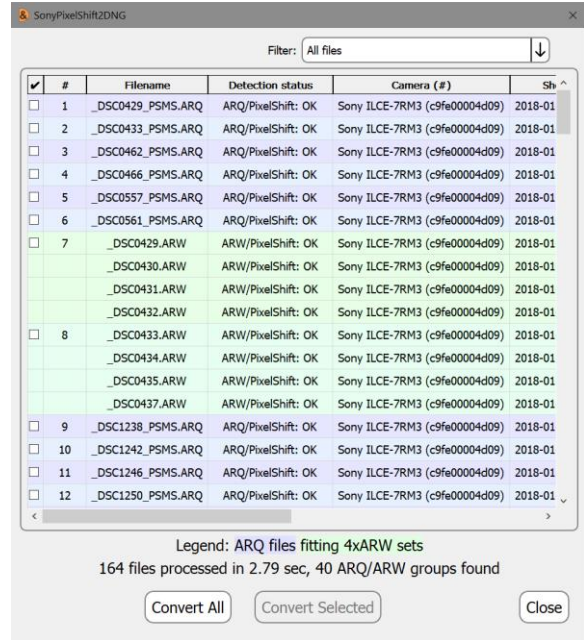 SonyPixelShift2DNG
Filter: All files
✔ # Filename Detection status Camera (#) Sh
1 _DSC0429_PSMS.ARQ ARQ/PixelShift: OK Sony ILCE-7RM3 (c9fe00004d09) 2018-01
2 _DSC0433_PSMS.ARQ ARQ/PixelShift: OK Sony ILCE-7RM3 (c9fe00004d09) 2018-01
3 _DSC0462_PSMS.ARQ ARQ/PixelShift: OK Sony ILCE-7RM3 (c9fe00004d09) 2018-01
4 _DSC0466_PSMS.ARQ ARQ/PixelShift: OK Sony ILCE-7RM3 (c9fe00004d09) 2018-01
5 _DSC0557_PSMS.ARQ ARQ/PixelShift: OK Sony ILCE-7RM3 (c9fe00004d09) 2018-01
6 _DSC0561_PSMS.ARQ ARQ/PixelShift: OK Sony ILCE-7RM3 (c9fe00004d09) 2018-01
7 _DSC0429.ARW ARW/PixelShift: OK Sony ILCE-7RM3 (c9fe00004d09) 2018-01
_DSC0430.ARW ARW/PixelShift: OK Sony ILCE-7RM3 (c9fe00004d09) 2018-01
_DSC0431.ARW ARW/PixelShift: OK Sony ILCE-7RM3 (c9fe00004d09) 2018-01
_DSC0432.ARW ARW/PixelShift: OK Sony ILCE-7RM3 (c9fe00004d09) 2018-01
8 _DSC0433.ARW ARW/PixelShift: OK Sony ILCE-7RM3 (c9fe00004d09) 2018-01
_DSC0434.ARW ARW/PixelShift: OK Sony ILCE-7RM3 (c9fe00004d09) 2018-01
_DSC0435.ARW ARW/PixelShift: OK Sony ILCE-7RM3 (c9fe00004d09) 2018-01
_DSC0437.ARW ARW/PixelShift: OK Sony ILCE-7RM3 (c9fe00004d09) 2018-01
9 _DSC1238_PSMS.ARQ ARQ/PixelShift: OK Sony ILCE-7RM3 (c9fe00004d09) 2018-01
10 _DSC1242_PSMS.ARQ ARQ/PixelShift: OK Sony ILCE-7RM3 (c9fe00004d09) 2018-01
11 _DSC1246_PSMS.ARQ ARQ/PixelShift: OK Sony ILCE-7RM3 (c9fe00004d09) 2018-01
12 _DSC1250_PSMS.ARQ ARQ/PixelShift: OK Sony ILCE-7RM3 (c9fe00004d09) 2018-01
Legend: ARQ files fitting 4xARW sets
164 files processed in 2.79 sec, 40 ARQ/ARW groups found
Convert All Convert Selected Close